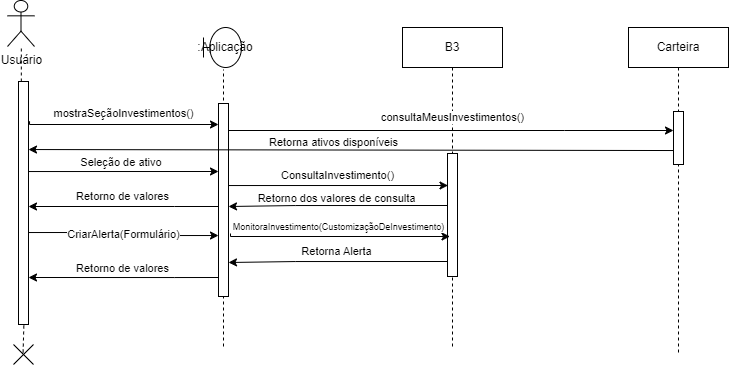 Usuário
:Aplicação
B3
Carteira
mostraSeçãoInvestimentos()
consultaMeusInvestimentos()
Retorna ativos disponíveis
Seleção de ativo
ConsultaInvestimento()
Retorno de valores
Retorno dos valores de consulta
CriarAlerta(Formulário)
MonitoraInvestimento(CustomizaçãoDeInvestimento)
Retorna Alerta
Retorno de valores